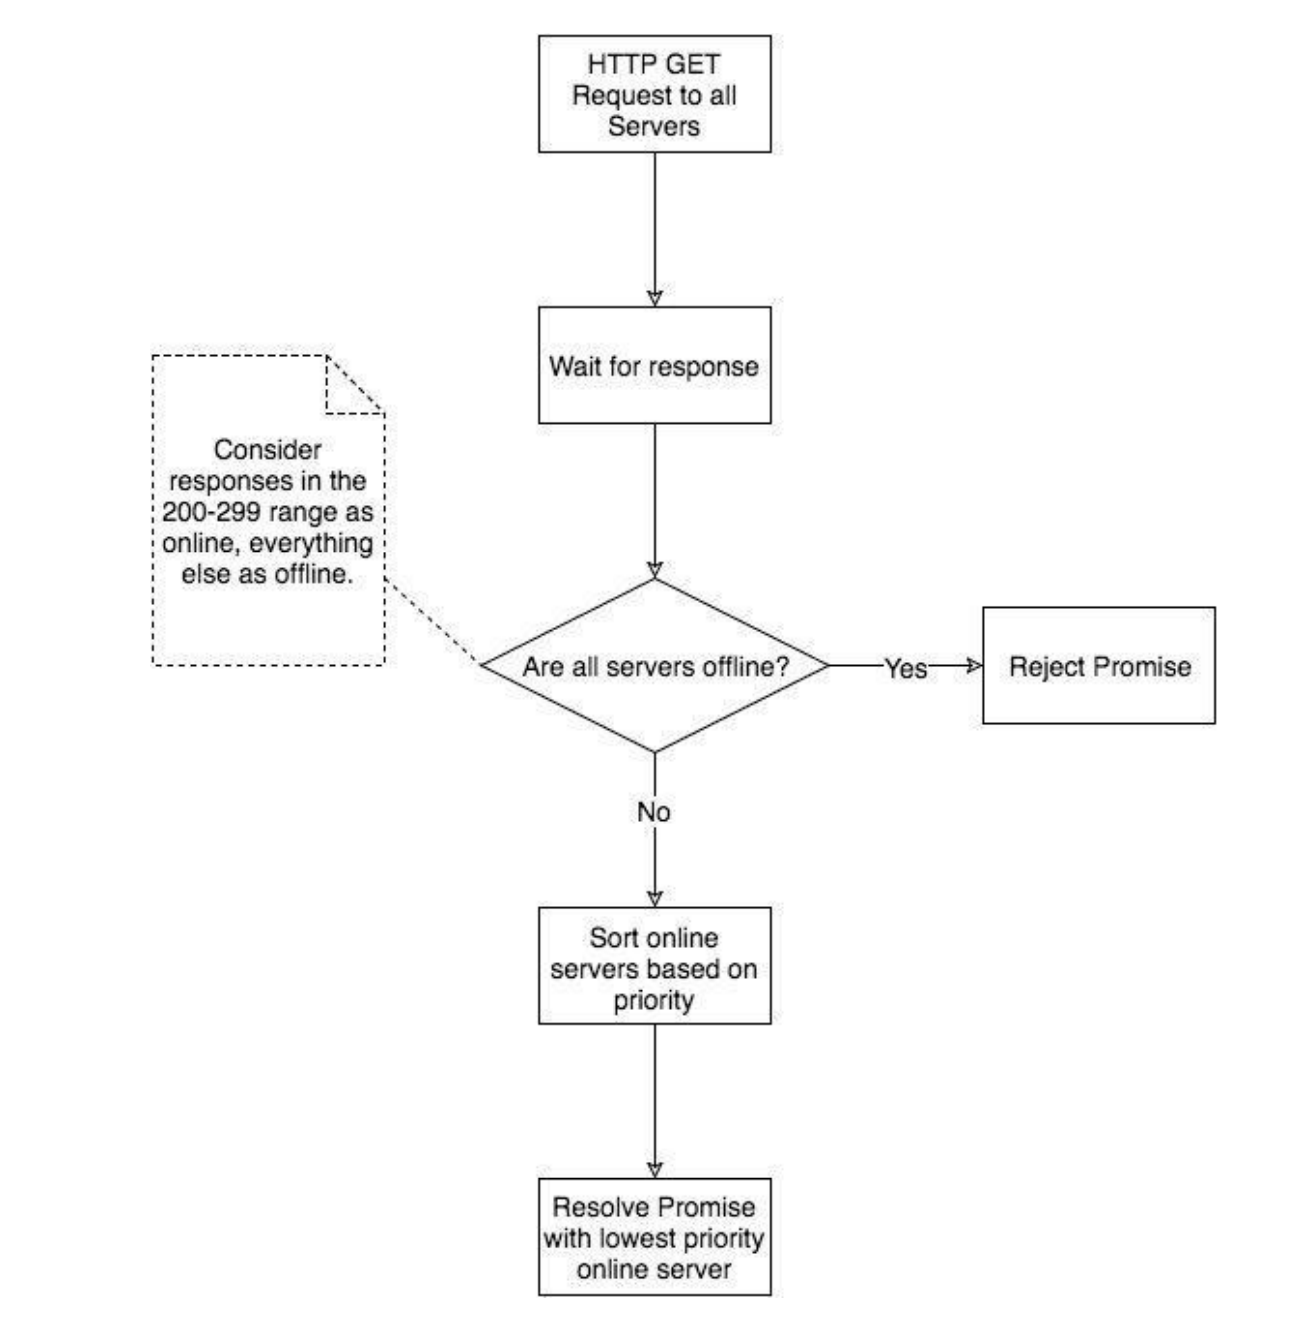 HTTP GET
Request to all
Servers
Wait for response
Consider
responses in the
200-299 range as
online, everything
else as offline.
Are all servers offline?
Yes
Reject Promise
No
Sort online
servers based on
priority
Resolve Promise
with lowest priority
online server